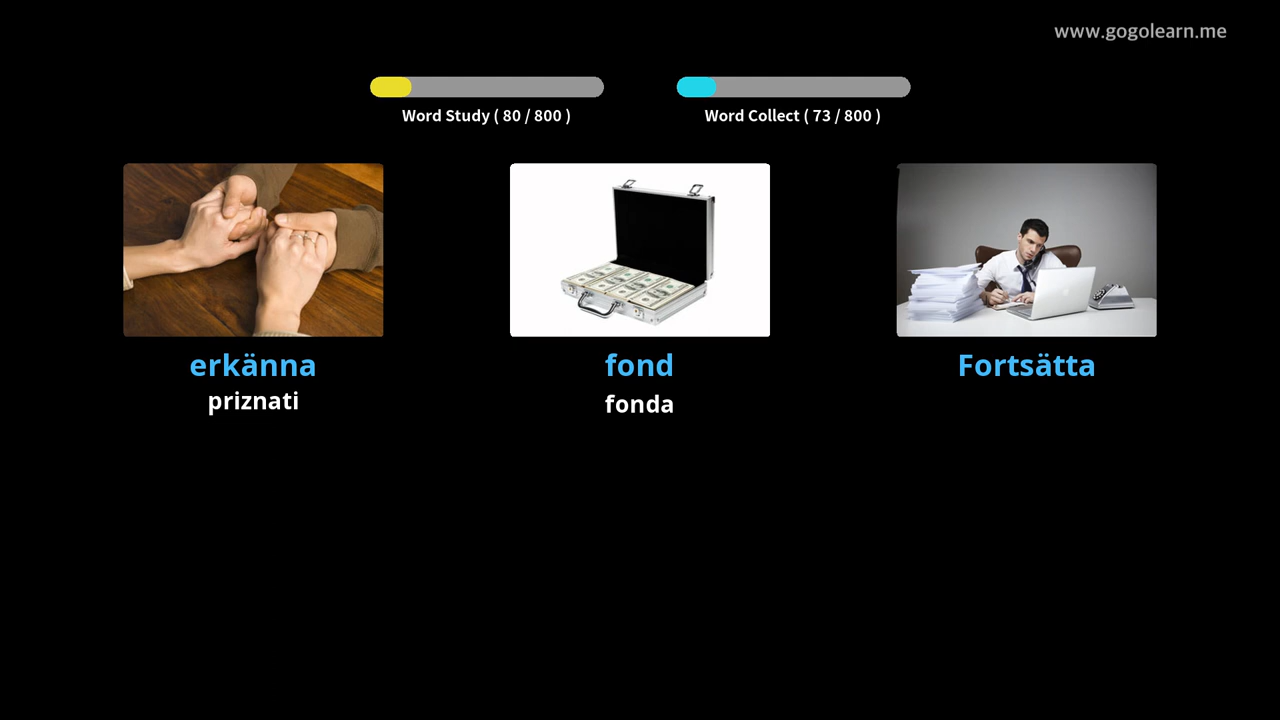 www.gogolearn.me
Word Study ( 80 / 800 )
Word Collect ( 73 / 800 )
erkänna
fond
Fortsätta
priznati
fonda